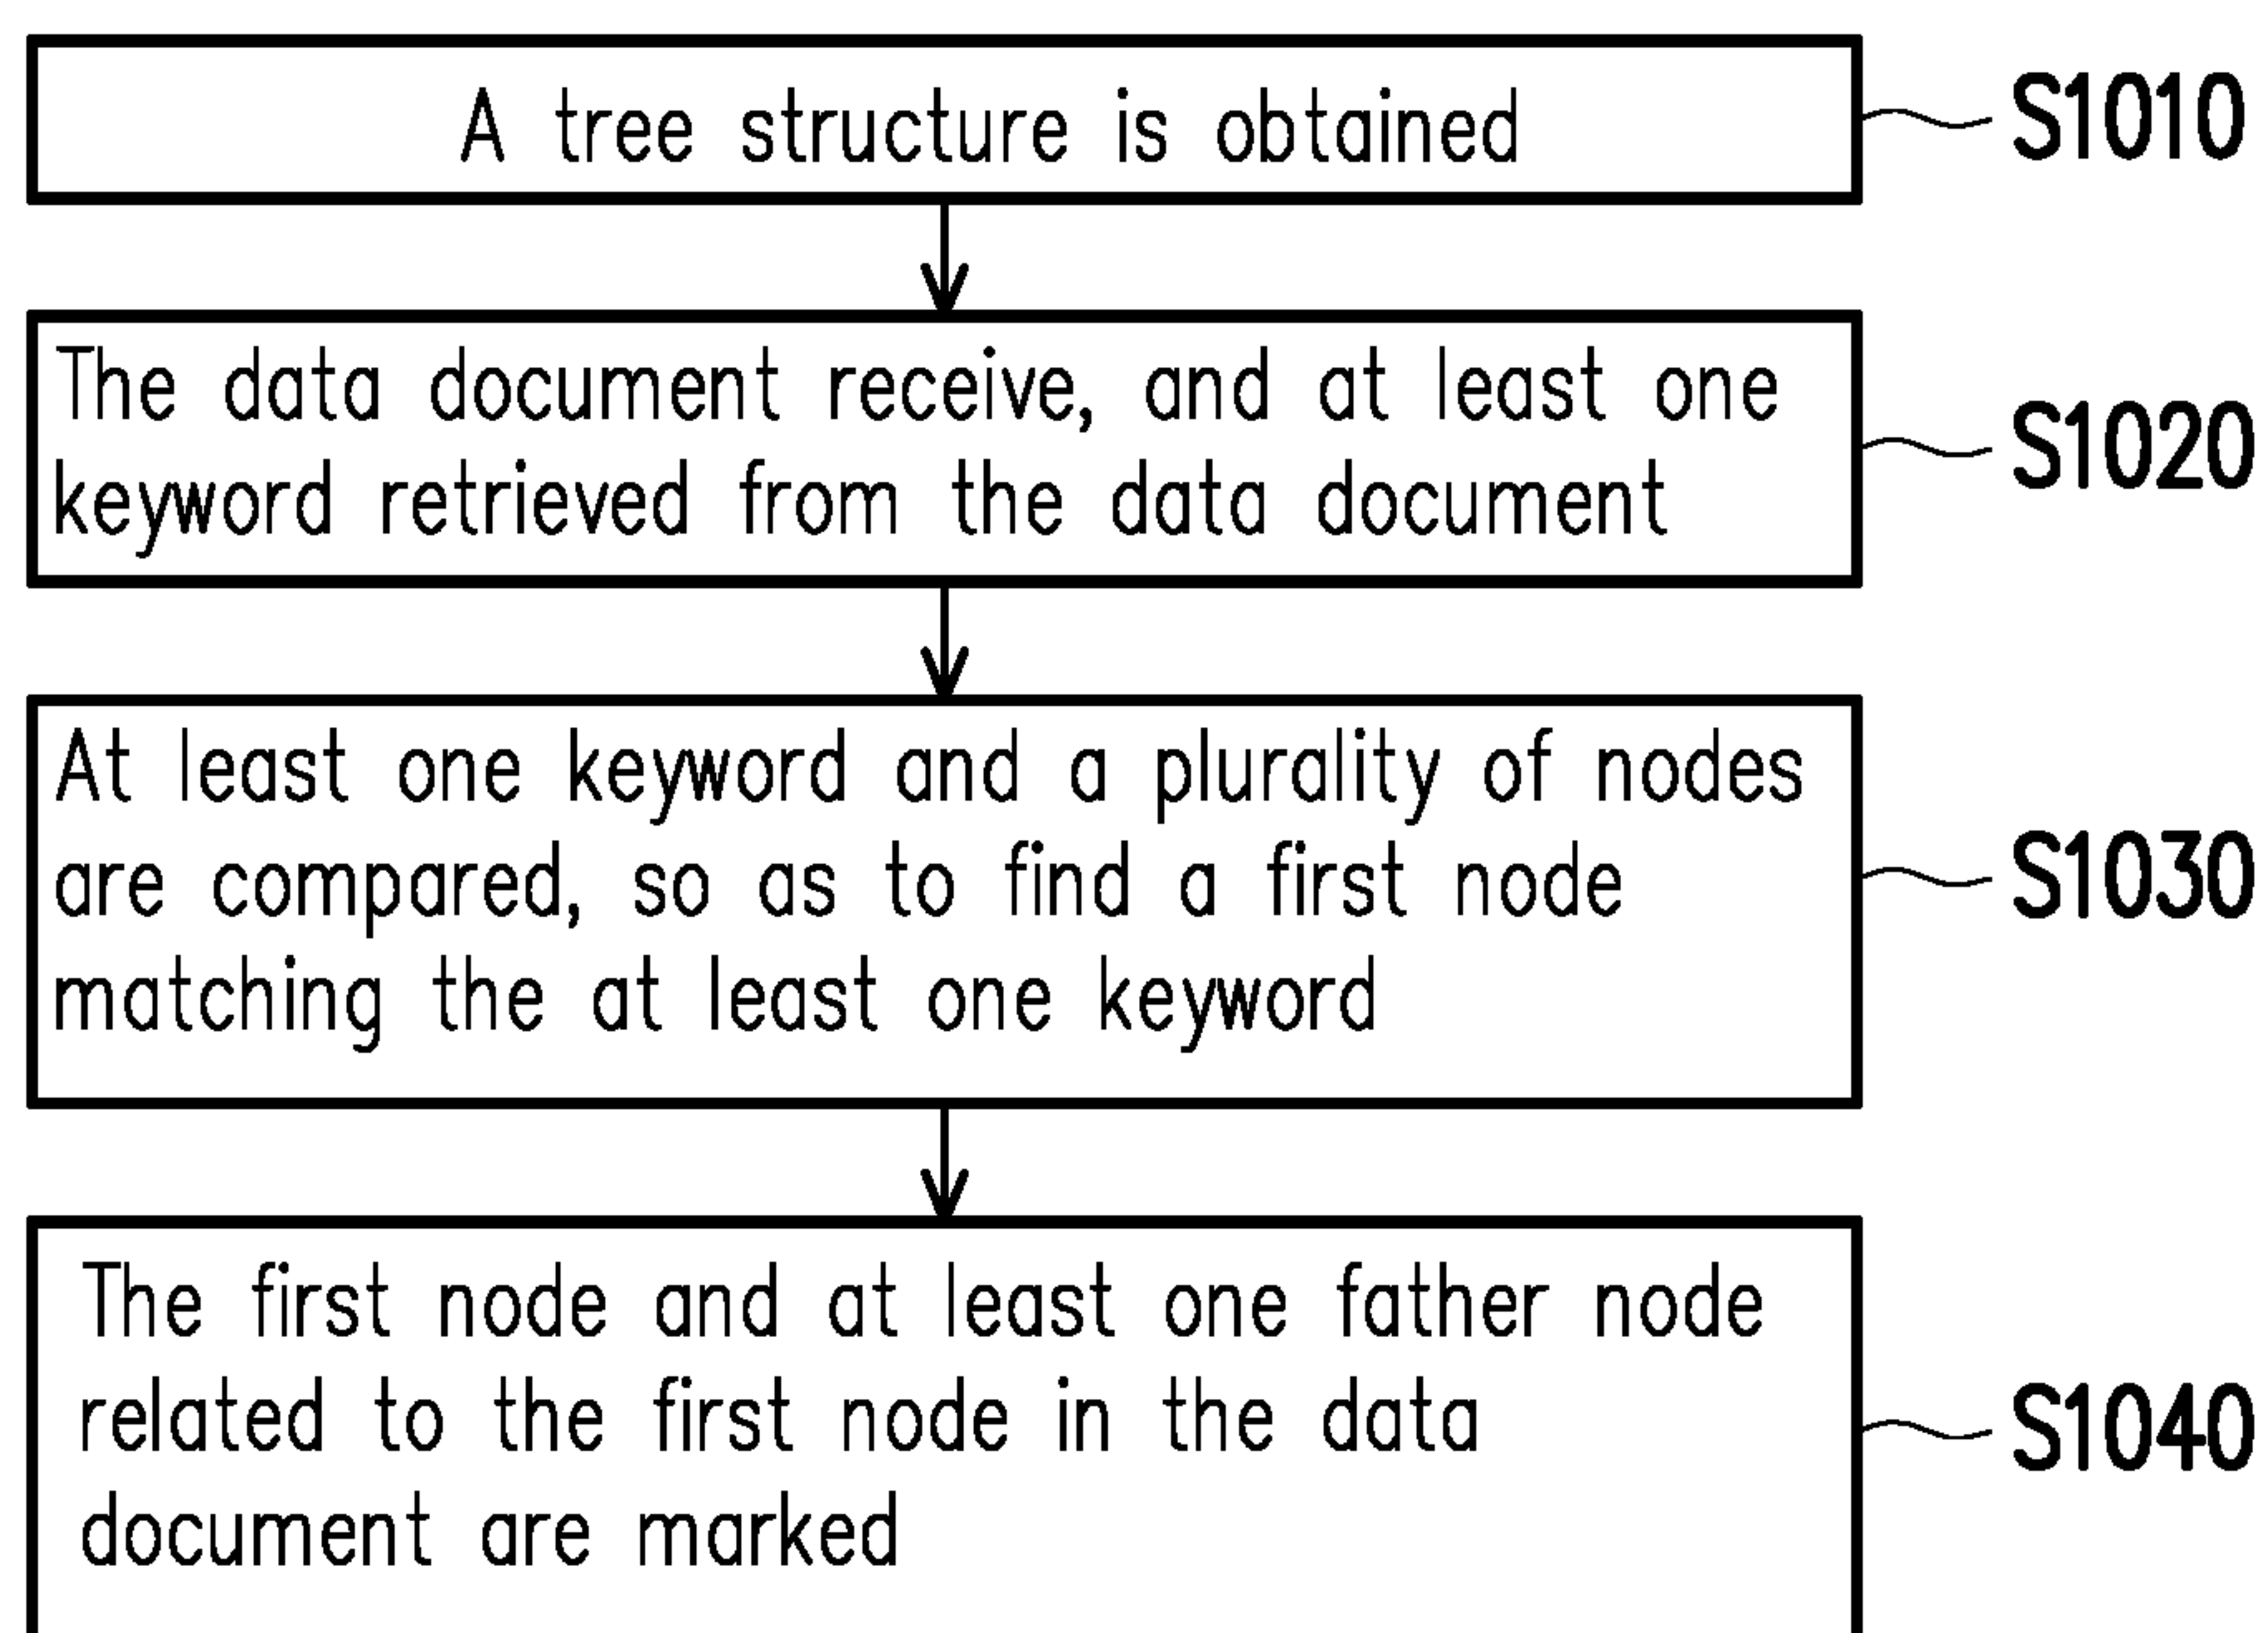 A tree structure is obtained
S1010
The data document receive, and at least one
keyword retrieved from the data document
S1020
At least one keyword and a plurality of nodes
are compared, so as to find a first node
matching the at least one keyword
S1030
The first node and at least one father node
related to the first node in the data
document are marked
S1040